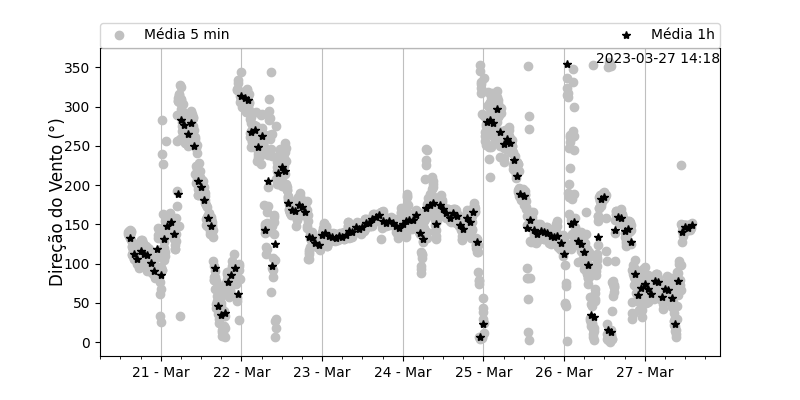 Média 5 min
Média 1h
2023-03-27 14:18
Direção do Vento (°)
350
300
250
200
150
100
50
0
21 - Mar
22 - Mar
23 - Mar
24 - Mar
25 - Mar
26 - Mar
27 - Mar